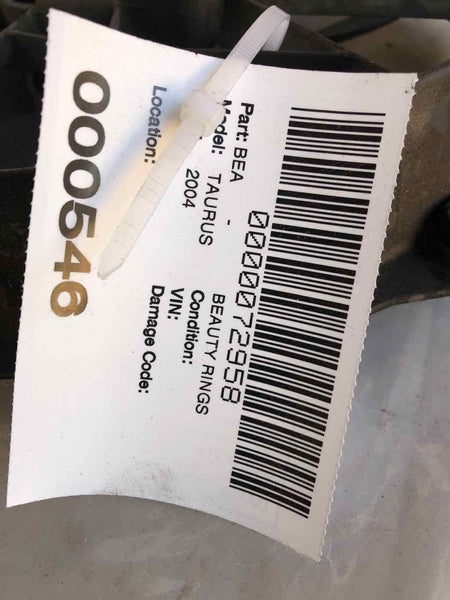 0000072958
Part: BEA - BEAUTY RINGS
Model: TAURUS Condition:
2004 VIN:
Damage Code:
Location:
000546